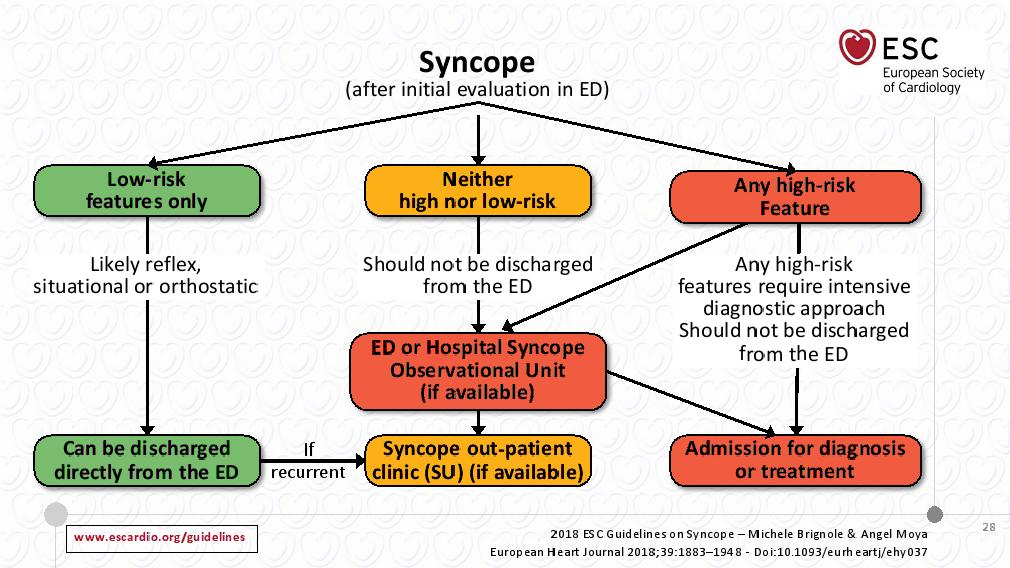 ESC
European Society
of Cardiology
Syncope
(after initial evaluation in ED)
Low-risk
features only
Neither
high nor low-risk
Any high-risk
Feature
Likely reflex,
situational or orthostatic
Should not be discharged
from the ED
Any high-risk
features require intensive
diagnostic approach
Should not be discharged
from the ED
ED or Hospital Syncope
Observational Unit
(if available)
Can be discharged
directly from the ED
If
recurrent
Syncope out-patient
clinic (SU) (if available)
Admission for diagnosis
or treatment
www.escardio.org/guidelines
2018 ESC Guidelines on Syncope – Michele Brignole & Angel Moya
European Heart Journal 2018;39:1883–1948 - Doi:10.1093/eurheartj/ehy037
28